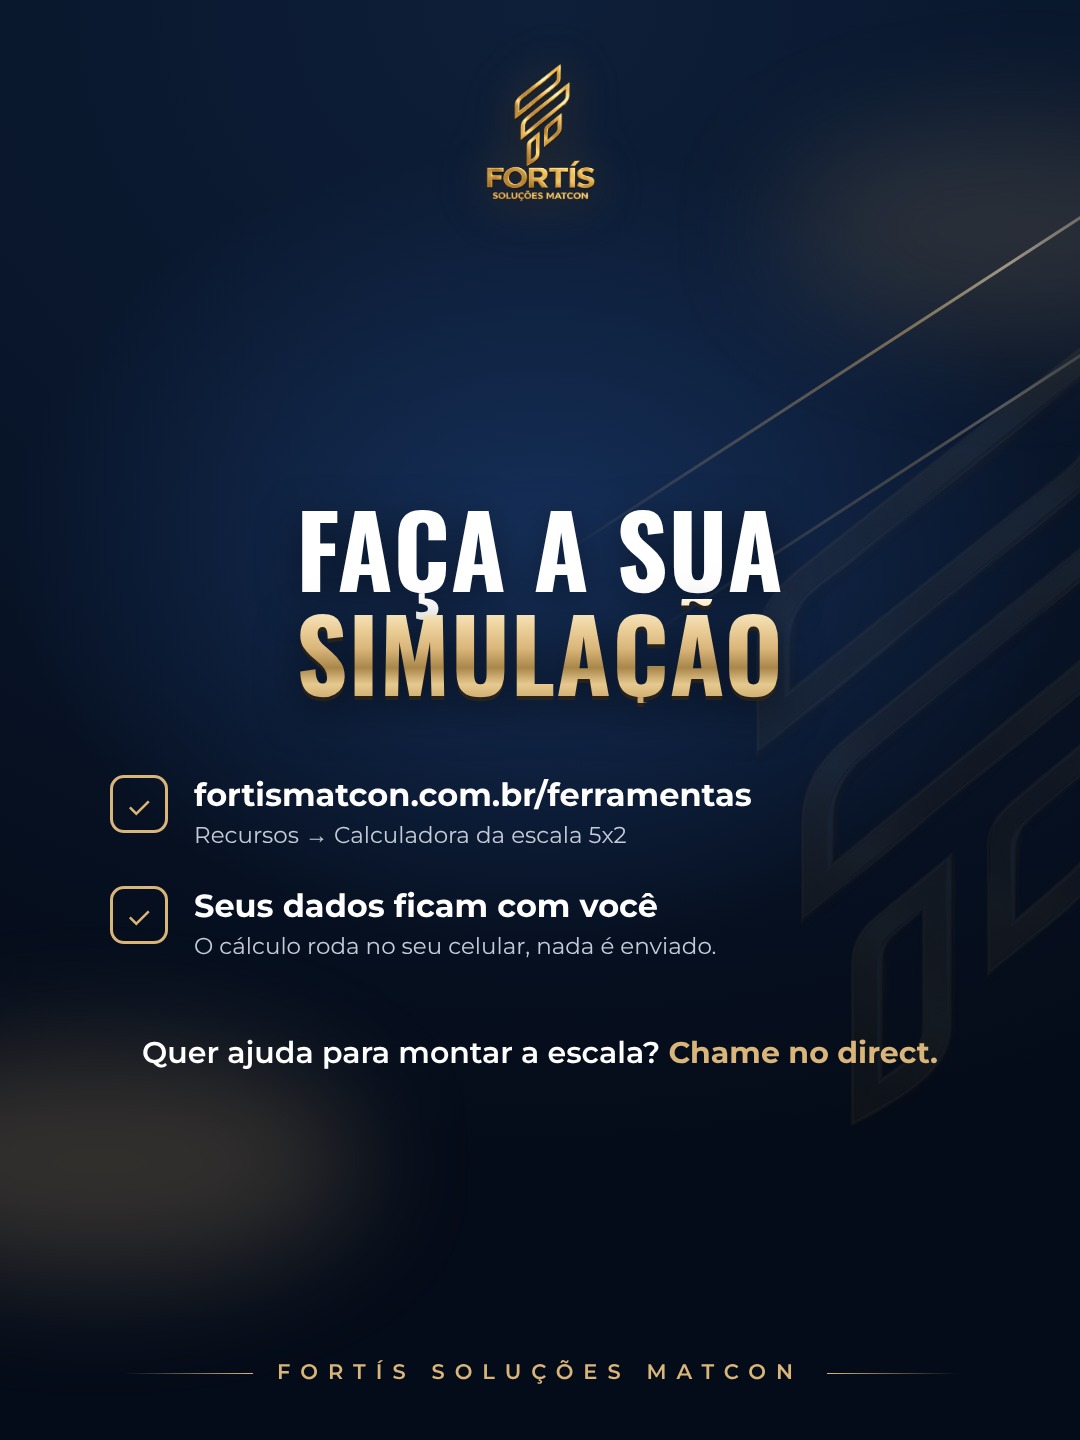 FORTÍS
SOLUÇÕES MATCON
FAÇA A SUA
SIMULAÇÃO
fortismatcon.com.br/ferramentas
Recursos → Calculadora da escala 5x2
Seus dados ficam com você
O cálculo roda no seu celular, nada é enviado.
Quer ajuda para montar a escala? Chame no direct.
FORTÍS SOLUÇÕES MATCON